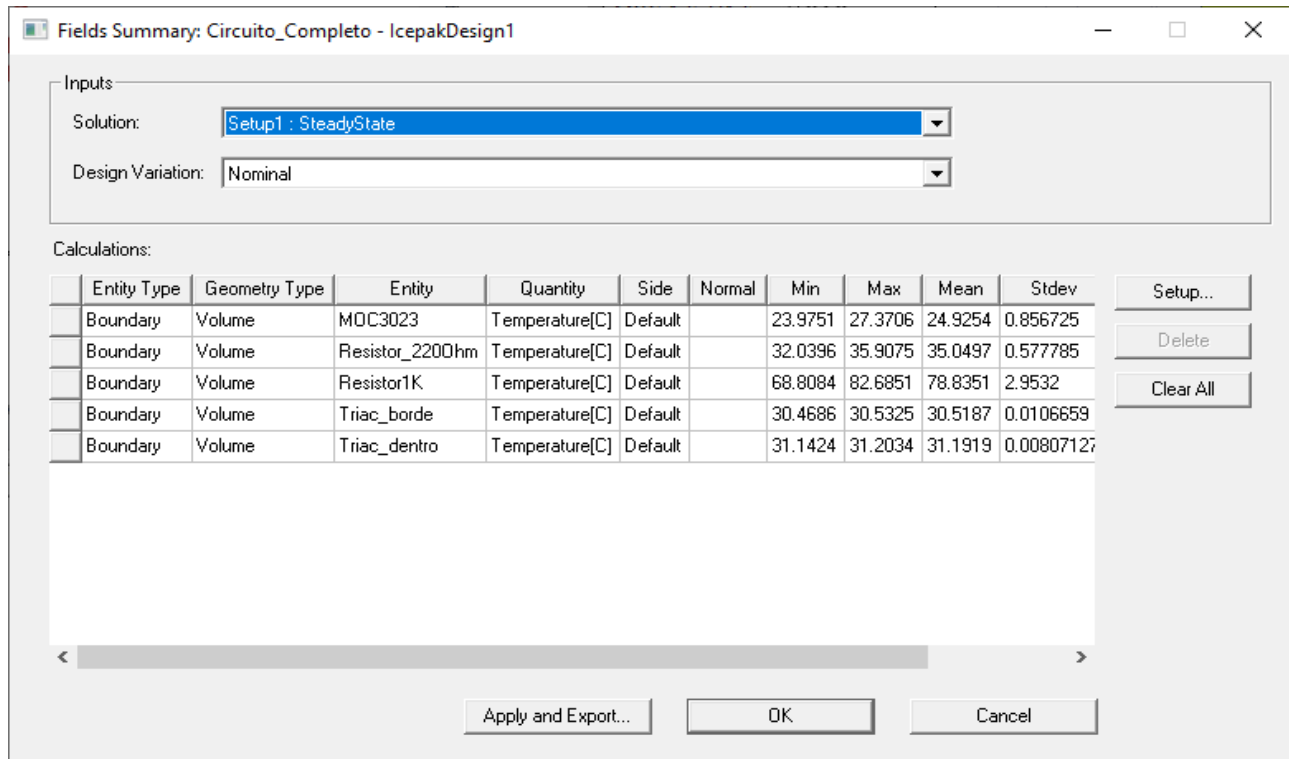 Fields Summary: Circuito_Completo - IcepakDesign1
Inputs
Solution: Setup1 : SteadyState
Design Variation: Nominal
Calculations:
Entity Type Geometry Type Entity Quantity Side Normal Min Max Mean Stdev Setup...
Boundary Volume MOC3023 Temperature[C] Default 23.9751 27.3706 24.9254 0.856725
Boundary Volume Resistor_220Ohm Temperature[C] Default 32.0396 35.9075 35.0497 0.577785 Delete
Boundary Volume Resistor1K Temperature[C] Default 68.8084 82.6851 78.8351 2.9532 Clear All
Boundary Volume Triac_borde Temperature[C] Default 30.4686 30.5325 30.5187 0.0106659
Boundary Volume Triac_dentro Temperature[C] Default 31.1424 31.2034 31.1919 0.00807127
Apply and Export... OK Cancel